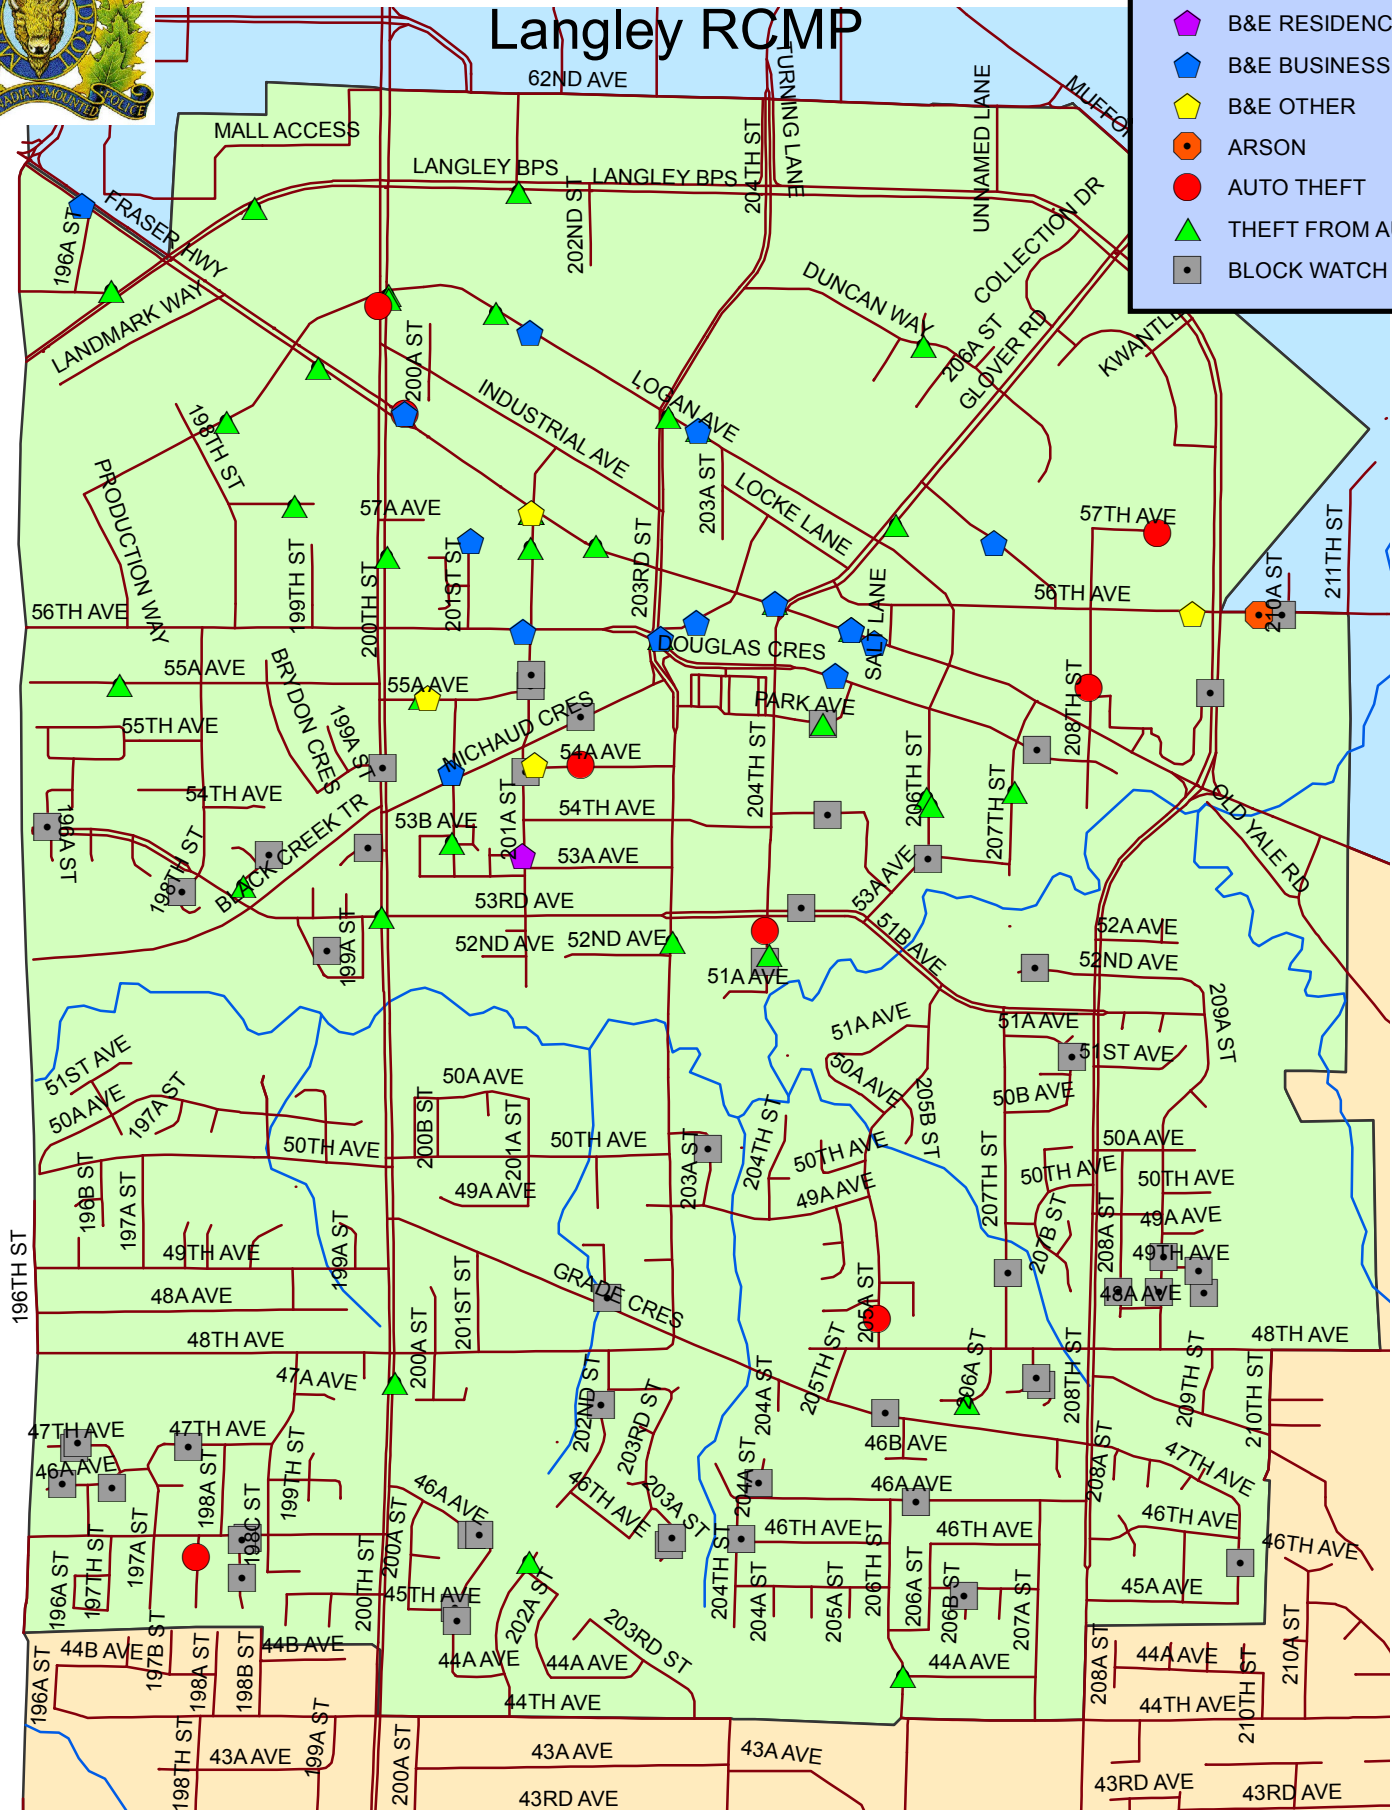 Langley RCMP
B&E RESIDENC
B&E BUSINESS
B&E OTHER
ARSON
AUTO THEFT
THEFT FROM A
BLOCK WATCH
NADIAN MOUNTED
POLICE
62ND AVE
MALL ACCESS
LANGLEY BPS
LANGLEY BPS
204TH ST
TURNING LANE
UNNAMED LANE
MUFFO
196A ST
FRASER HWY
202ND ST
COLLECTION DR
LANDMARK WAY
DUNCAN WAY
206A ST
GLOVER RD
KWANTLE
200A ST
INDUSTRIAL AVE
LOGAN AVE
198TH ST
PRODUCTION WAY
203A ST
LOCKE LANE
57A AVE
57TH AVE
199TH ST
200TH ST
201ST ST
203RD ST
SALT LANE
56TH AVE
210A ST
211TH ST
56TH AVE
DOUGLAS CRES
55A AVE
BRYDON CRES
55A AVE
MICHAUD CRES
PARK AVE
208TH ST
55TH AVE
199A ST
54A AVE
204TH ST
206TH ST
207TH ST
54TH AVE
BLACK CREEK TR
53B AVE
201A ST
54TH AVE
OLD YALE RD
196A ST
198TH ST
53A AVE
53A AVE
53RD AVE
199A ST
52ND AVE
52ND AVE
51B AVE
52A AVE
52ND AVE
51A AVE
209A ST
51A AVE
51A AVE
51ST AVE
51ST AVE
50A AVE
197A ST
50A AVE
200B ST
201A ST
50A AVE
205B ST
50B AVE
50TH AVE
50TH AVE
203A ST
204TH ST
50TH AVE
207TH ST
50A AVE
50TH AVE
50TH AVE
196B ST
197A ST
49A AVE
49A AVE
207B ST
208A ST
49A AVE
196TH ST
49TH AVE
199A ST
49TH AVE
48A AVE
201ST ST
GRADE CRES
205A ST
48A AVE
48TH AVE
200A ST
48TH AVE
47A AVE
202ND ST
203RD ST
204A ST
205TH ST
206A ST
208TH ST
209TH ST
210TH ST
47TH AVE
47TH AVE
46B AVE
208A ST
47TH AVE
46A AVE
198A ST
199TH ST
46A AVE
46TH AVE
203A ST
204A ST
46A AVE
46TH AVE
198C ST
200A ST
46TH AVE
46TH AVE
46TH AVE
196A ST
197TH ST
197A ST
200TH ST
45TH AVE
202A ST
204TH ST
204A ST
205A ST
206TH ST
206A ST
206B ST
207A ST
45A AVE
44B AVE
197B ST
44B AVE
203RD ST
210A ST
196A ST
198A ST
198B ST
44A AVE
44A AVE
44A AVE
208A ST
44A AVE
210TH ST
44TH AVE
44TH AVE
198TH ST
43A AVE
199A ST
200A ST
43A AVE
43A AVE
43RD AVE
43RD AVE
43RD AVE